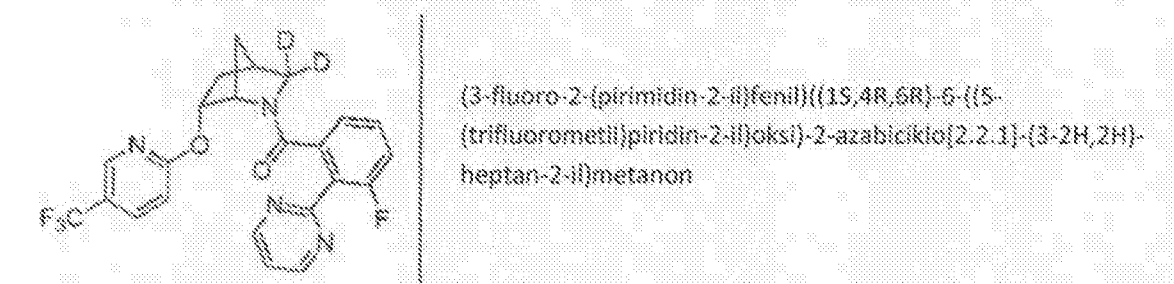 D
D
N
N
O
O
F₃C
N
F
N
(3-fluoro-2-(pirimidin-2-il)fenil)((1S,4R,6R)-6-((5-
(trifluorometil)piridin-2-il)oksi)-2-azabiciklo[2.2.1]-(3-2H,2H)-
heptan-2-il)metanon